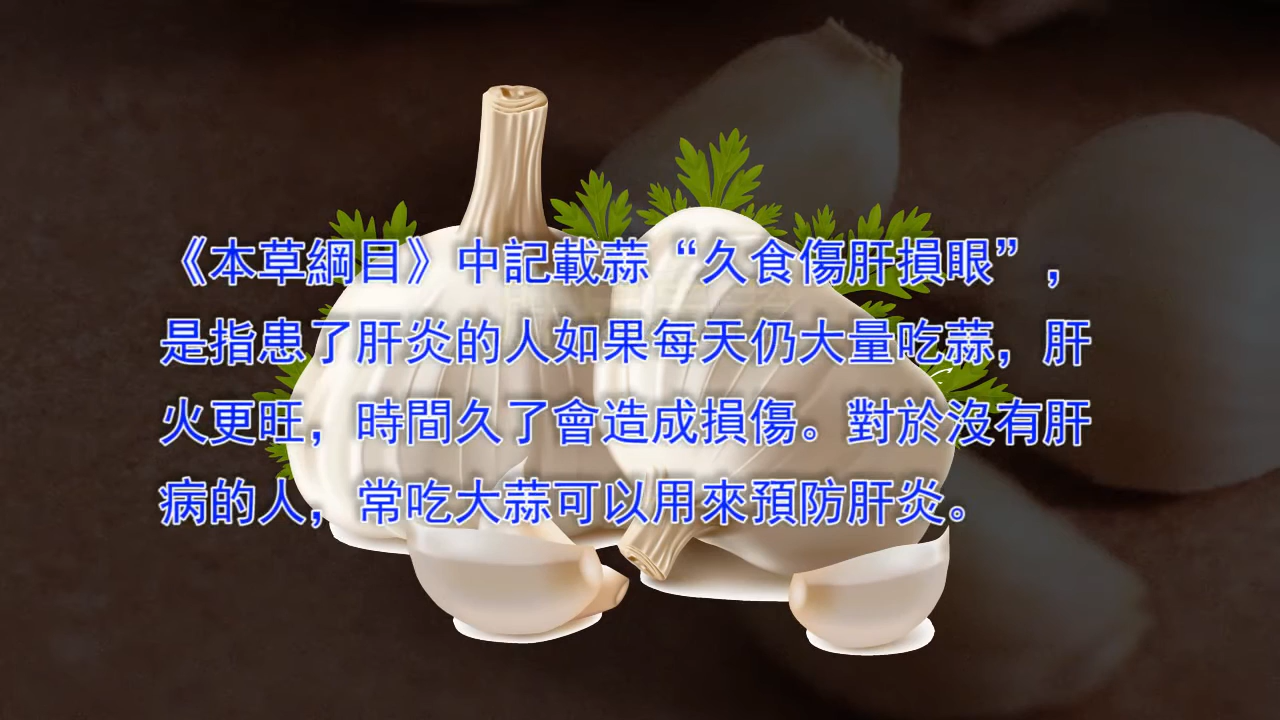 《本草綱目》中記載蒜“久食傷肝損眼”，
是指患了肝炎的人如果每天仍大量吃蒜，肝
火更旺，時間久了會造成損傷。對於沒有肝
病的人，常吃大蒜可以用來預防肝炎。